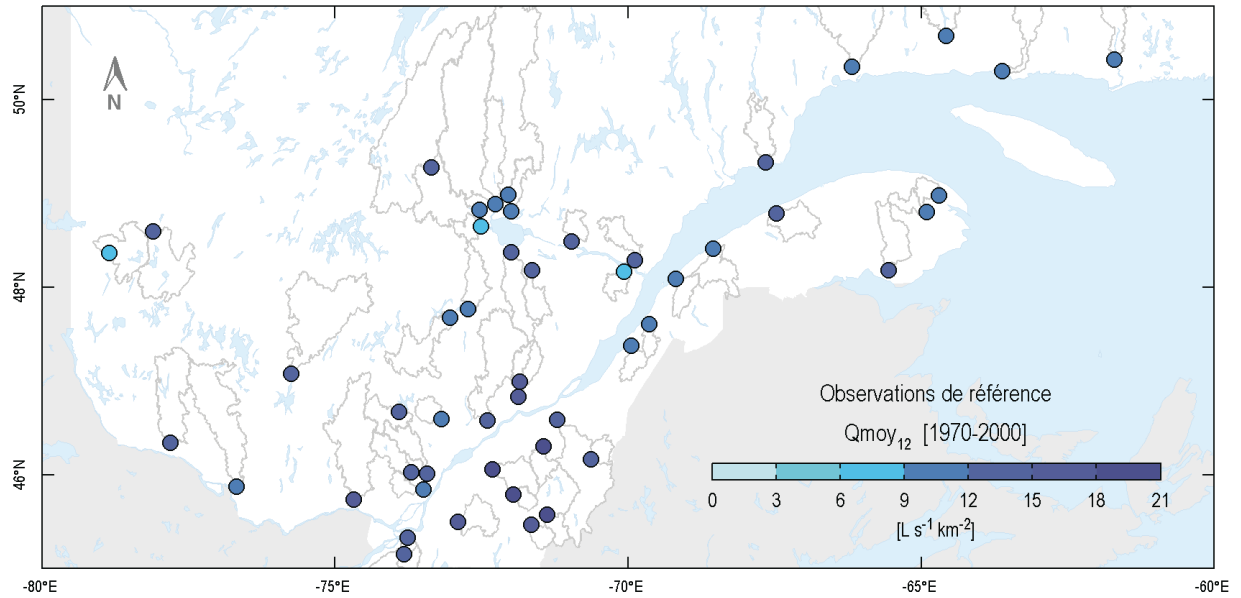 N
50°N
48°N
46°N
-80°E
-75°E
-70°E
-65°E
-60°E
Observations de référence
Qmoy₁₂ [1970-2000]
0 3 6 9 12 15 18 21
[L s⁻¹ km⁻²]